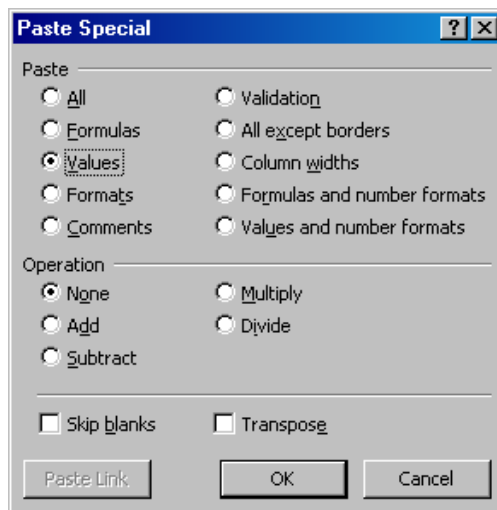 Paste Special
Paste
All
Validation
Formulas
All except borders
Values
Column widths
Formats
Formulas and number formats
Comments
Values and number formats
Operation
None
Multiply
Add
Divide
Subtract
Skip blanks
Transpose
Paste Link
OK
Cancel